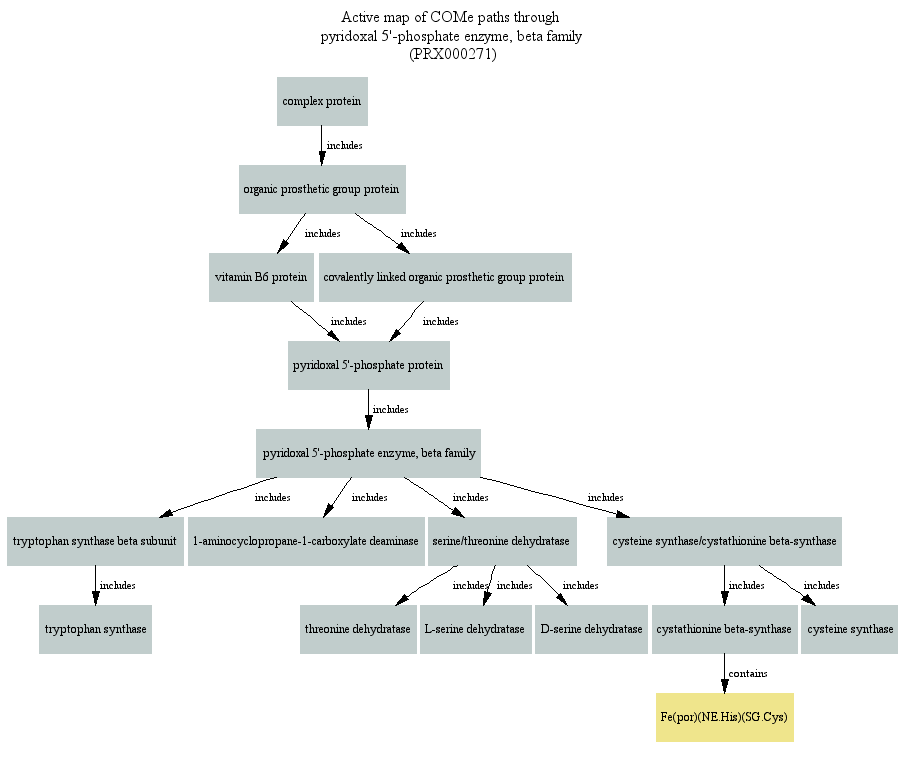 Active map of COMe paths through
pyridoxal 5'-phosphate enzyme, beta family
(PRX000271)
complex protein
includes
organic prosthetic group protein
includes
includes
vitamin B6 protein
covalently linked organic prosthetic group protein
includes
includes
pyridoxal 5'-phosphate protein
includes
pyridoxal 5'-phosphate enzyme, beta family
includes
includes
includes
includes
tryptophan synthase beta subunit
1-aminocyclopropane-1-carboxylate deaminase
serine/threonine dehydratase
cysteine synthase/cystathionine beta-synthase
includes
includes
includes
includes
includes
includes
tryptophan synthase
threonine dehydratase
L-serine dehydratase
D-serine dehydratase
cystathionine beta-synthase
cysteine synthase
contains
Fe(por)(NE.His)(SG.Cys)